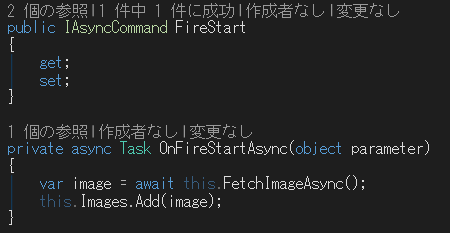 2 個の参照|1 件中 1 件に成功|作成者なし|変更なし
public IAsyncCommand FireStart
{
    get;
    set;
}
1 個の参照|作成者なし|変更なし
private async Task OnFireStartAsync(object parameter)
{
    var image = await this.FetchImageAsync();
    this.Images.Add(image);
}